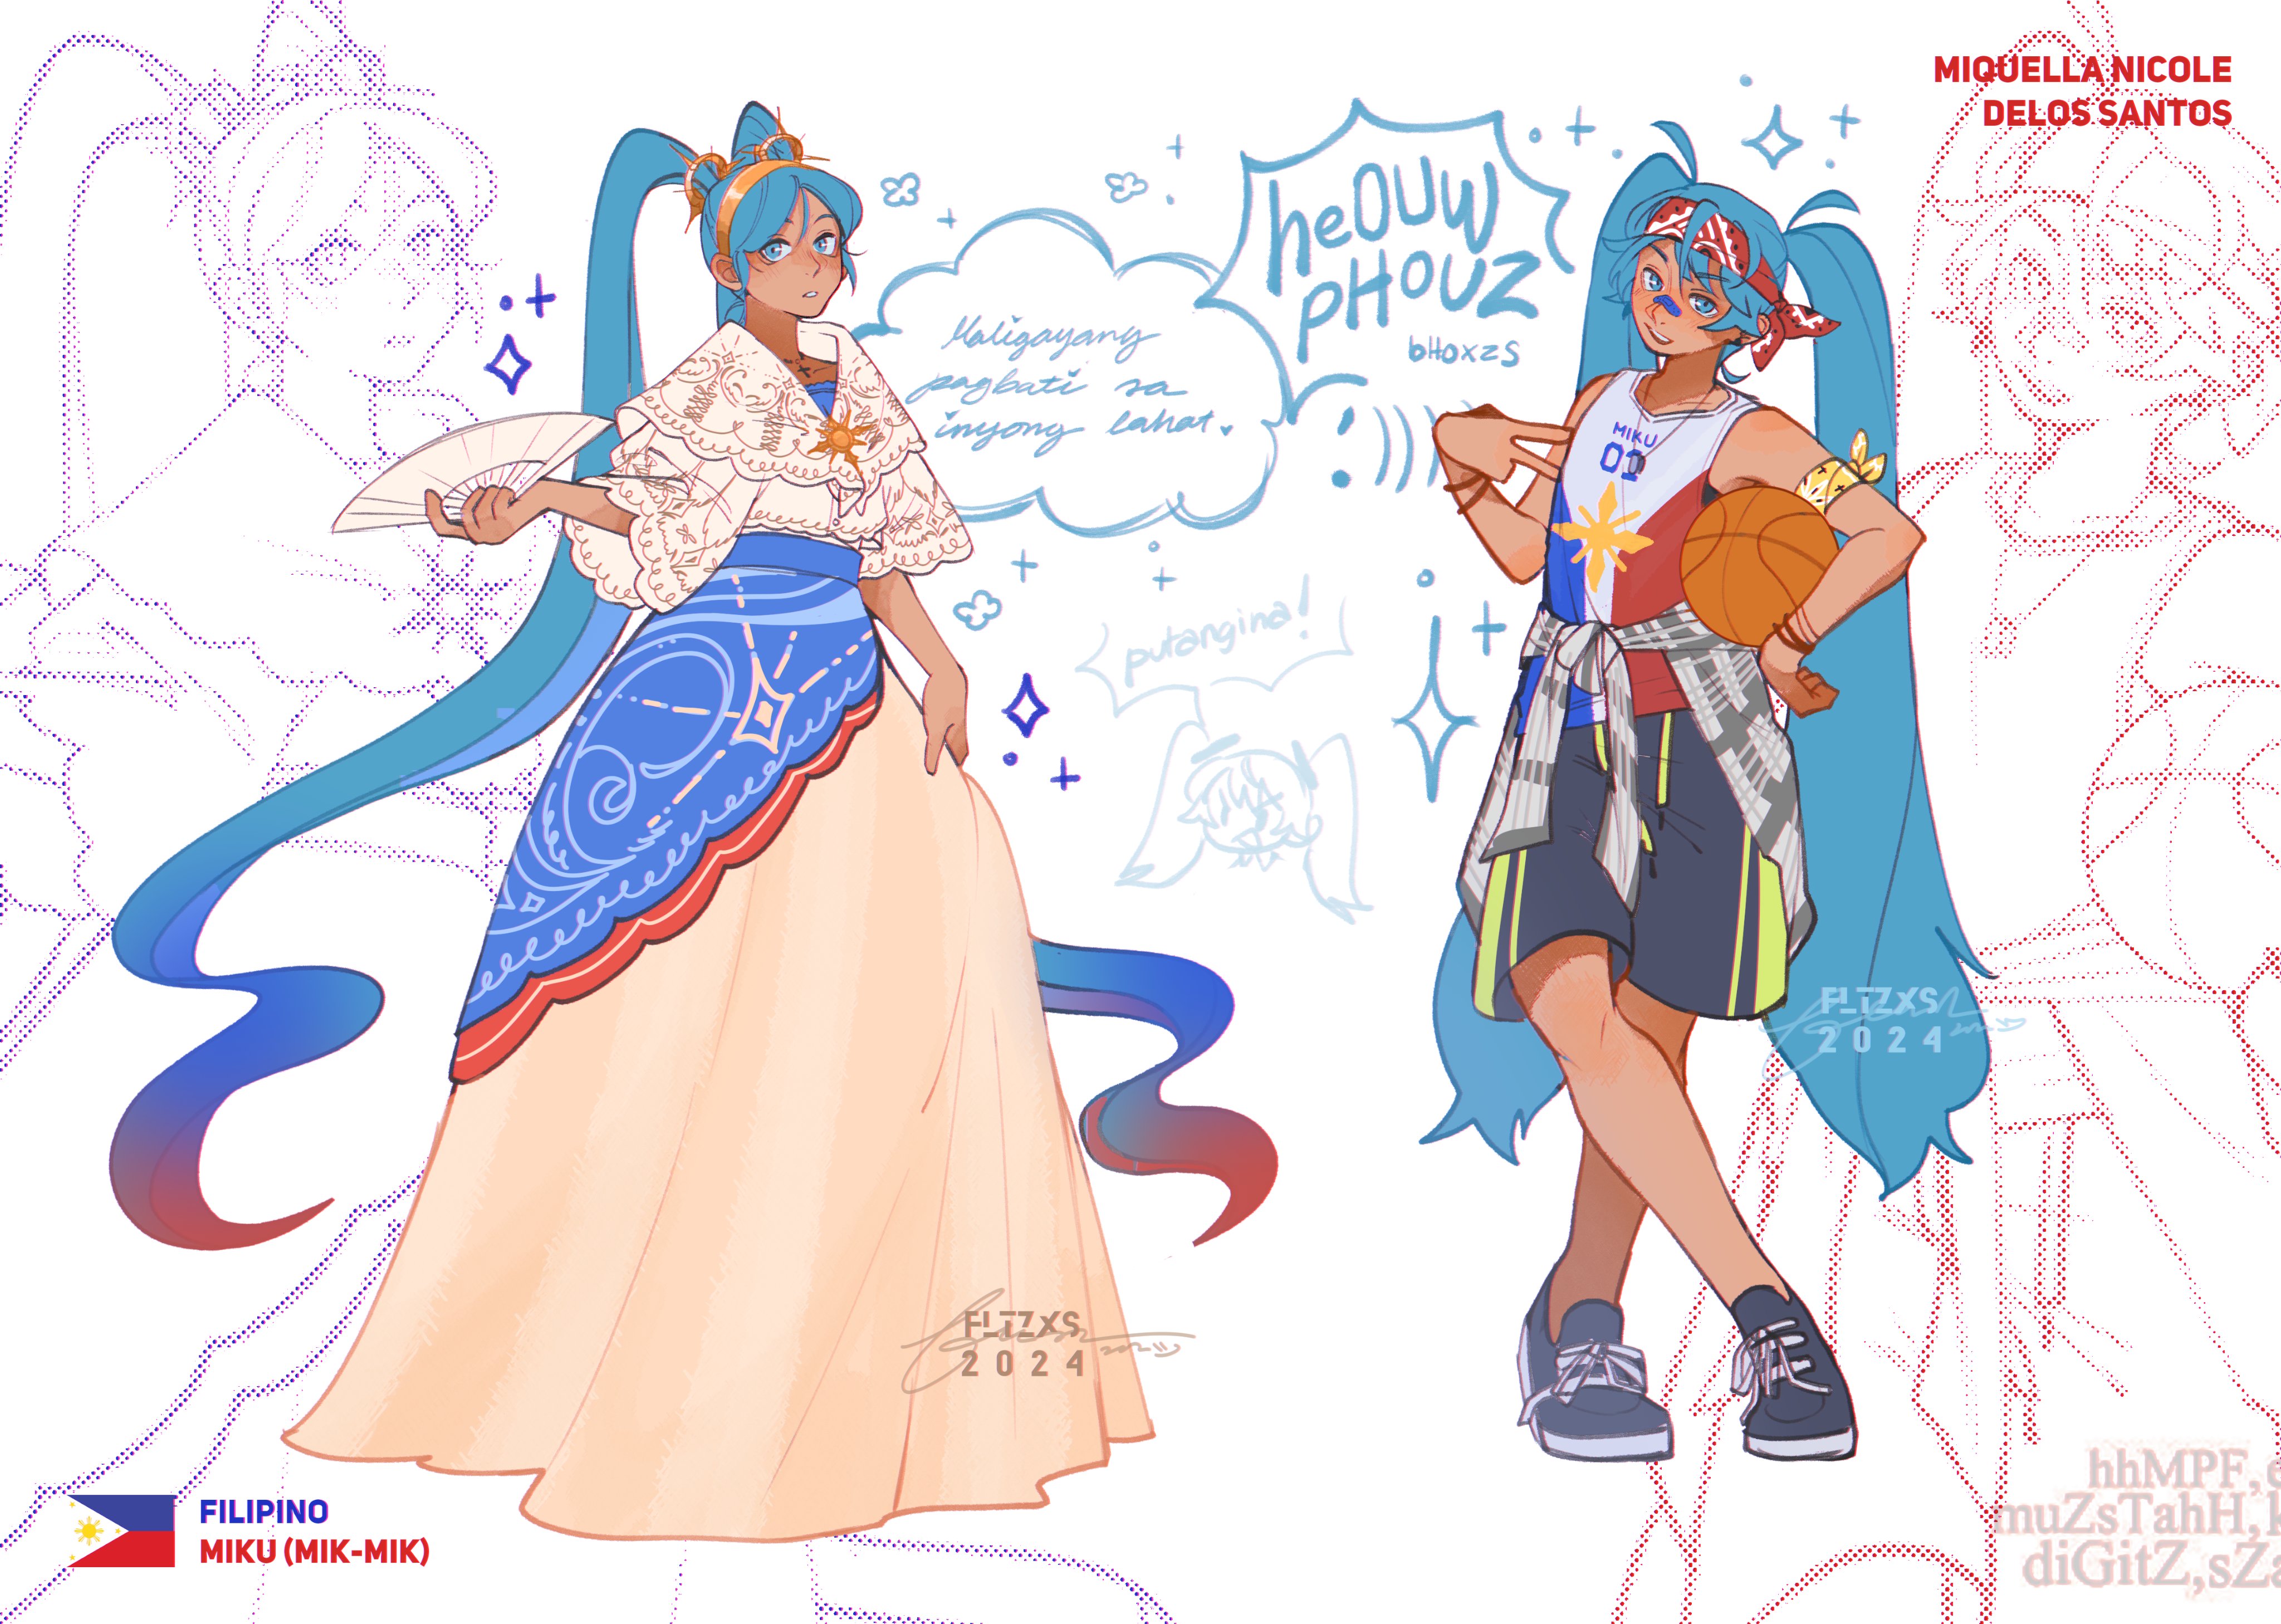 MIQUELLA NICOLE
DELOS SANTOS
heOUW
pHOUZ
bHoxzs
Maligayang
pagbati sa
inyong lahat.
MIKU
01
putangina!
FLTZXS
2024
FLTZXS
2024
FILIPINO
MIKU (MIK-MIK)
hhMPF,
muZsTahH,
diGitZ,sZ